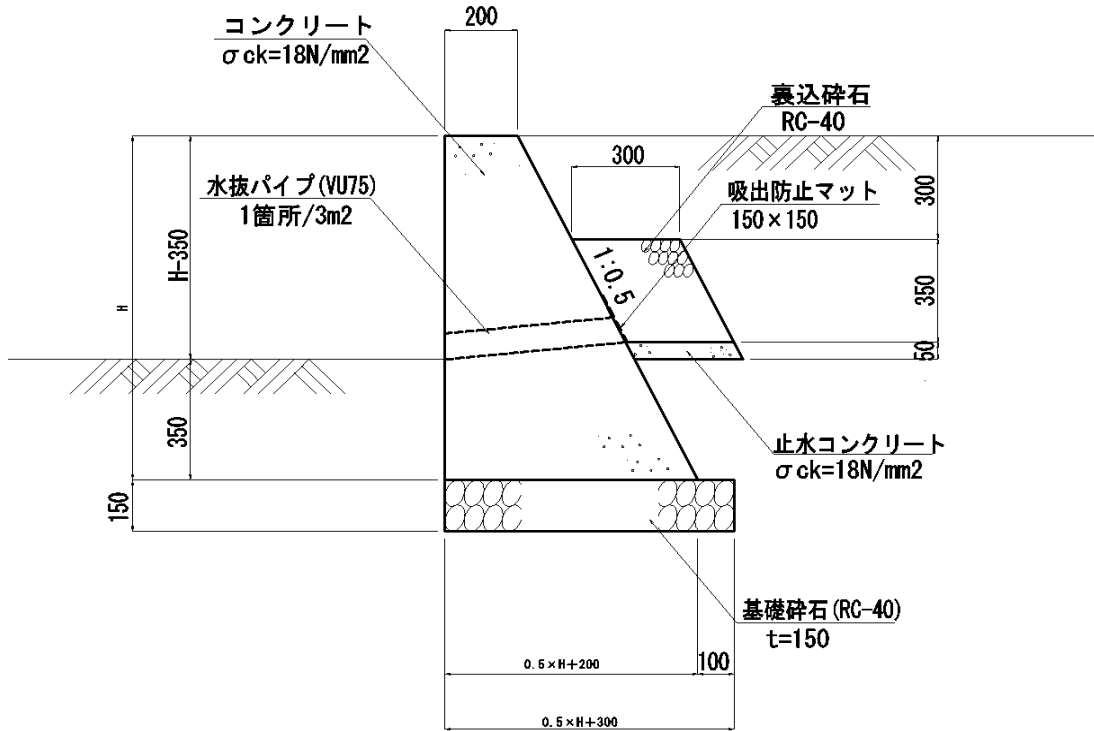 200
コンクリート
σck=18N/mm2
裏込砕石
RC-40
300
水抜パイプ(VU75)
1箇所/3m2
吸出防止マット
150×150
300
H-350
1:0.5
H
350
50
350
止水コンクリート
σck=18N/mm2
150
基礎砕石(RC-40)
t=150
0.5×H+200
100
0.5×H+300